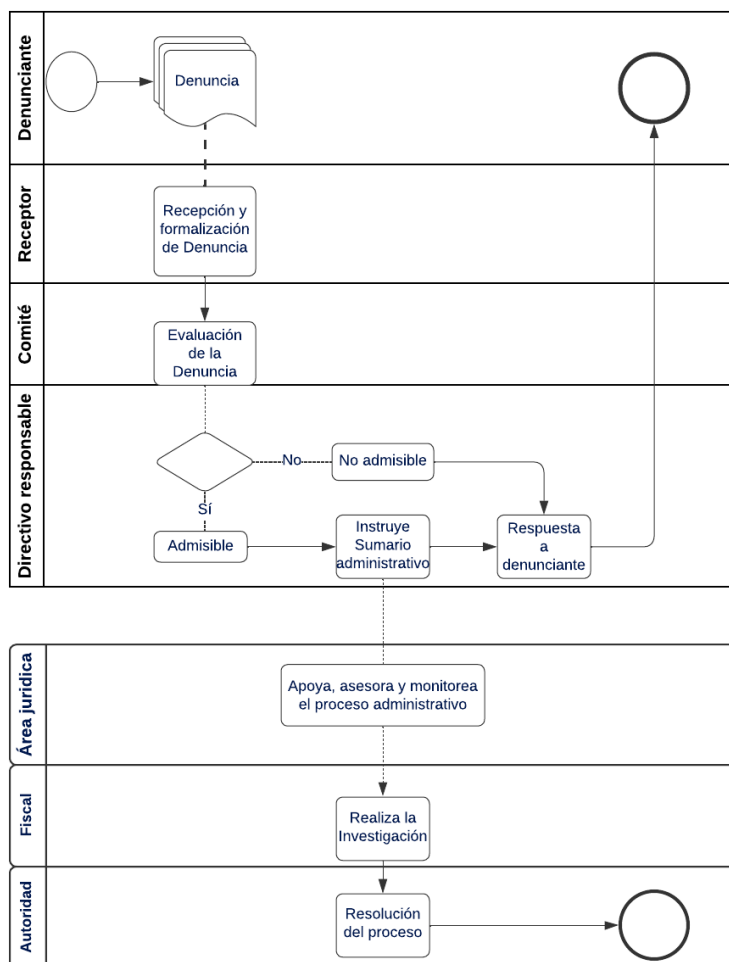 Denunciante
Denuncia
Receptor
Recepción y
formalización
de Denuncia
Comité
Evaluación
de la
Denuncia
Directivo responsable
No
No admisible
Sí
Admisible
Instruye
Sumario
administrativo
Respuesta
a
denunciante
Área juridica
Apoya, asesora y monitorea
el proceso administrativo
Fiscal
Realiza la
Investigación
Autoridad
Resolución
del proceso